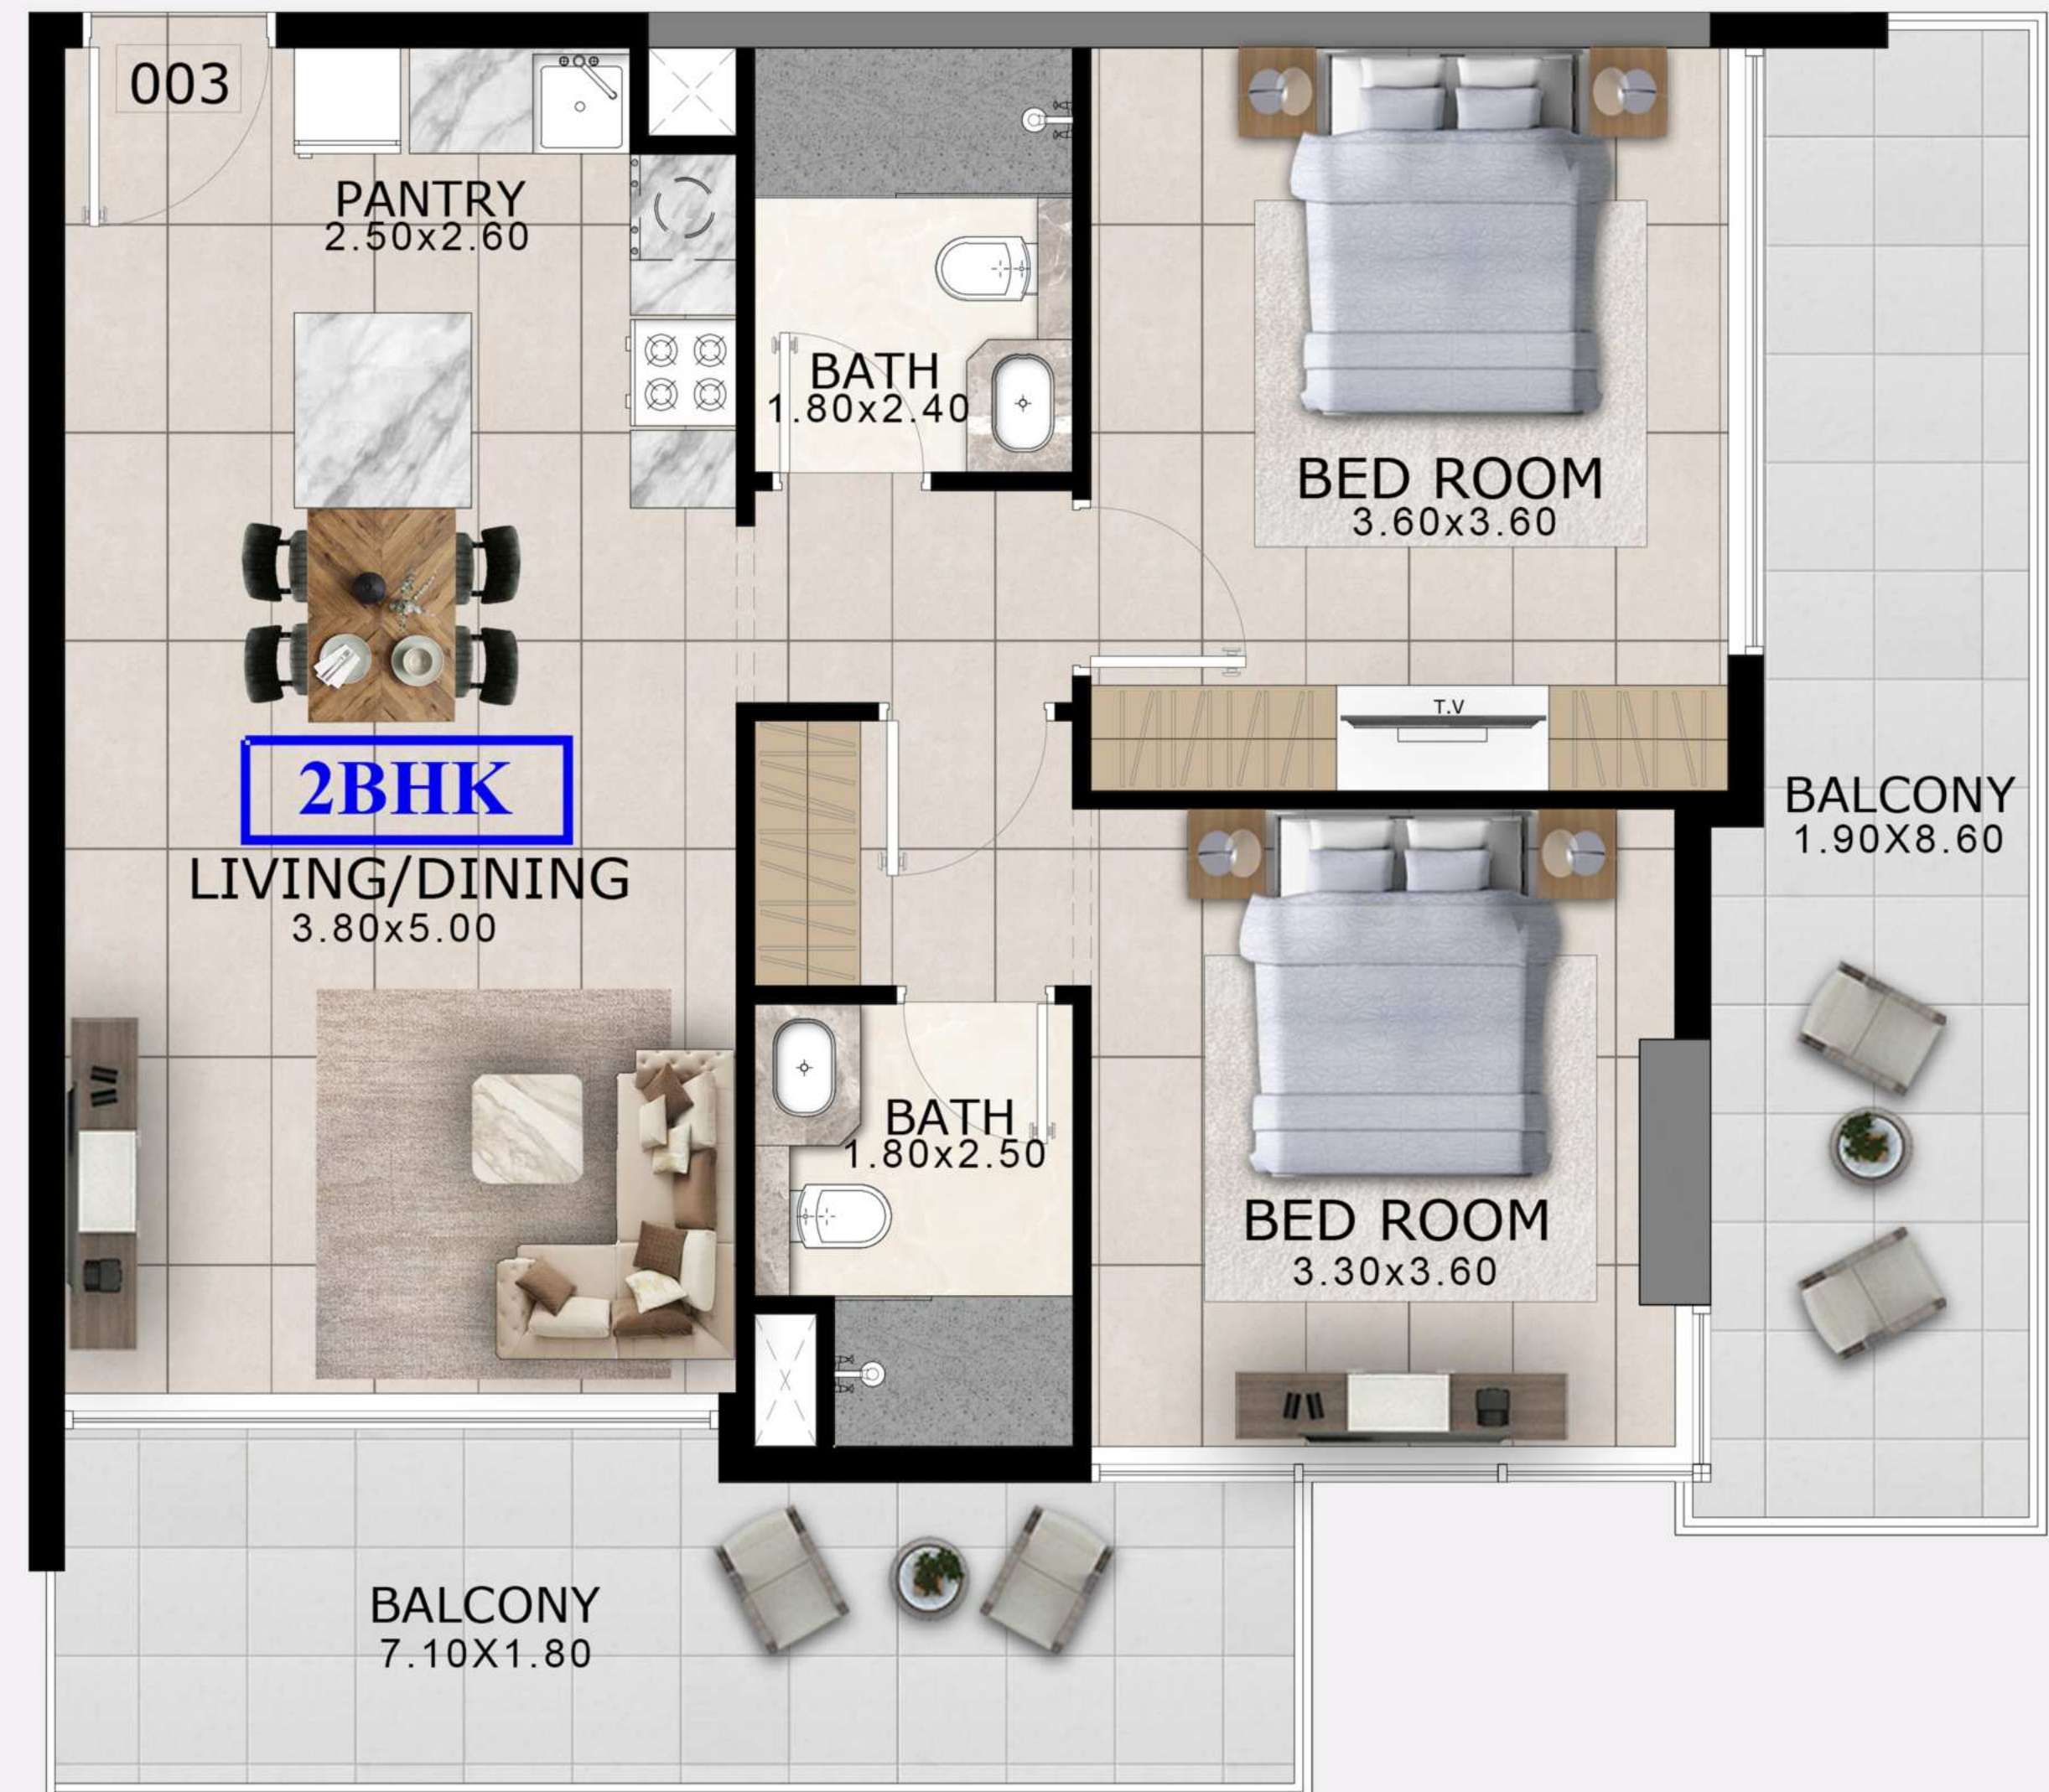 003
PANTRY
2.50x2.60
BATH
1.80x2.40
BED ROOM
3.60x3.60
T.V
2BHK
LIVING/DINING
3.80x5.00
BALCONY
1.90X8.60
BATH
1.80x2.50
BED ROOM
3.30x3.60
BALCONY
7.10X1.80